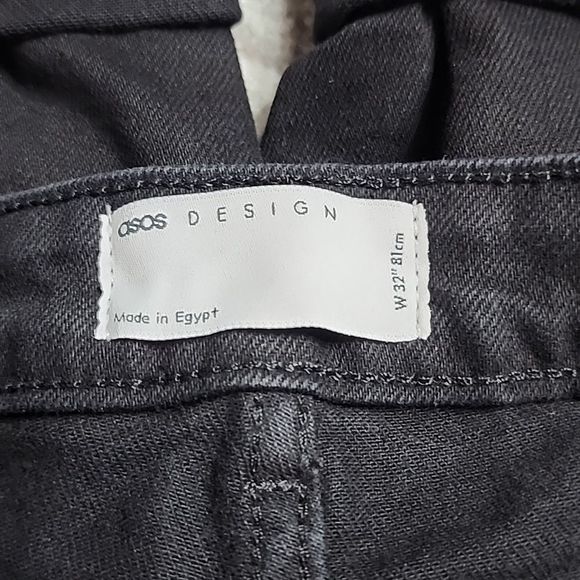 asos DESIGN
Made in Egypt
W 32" 81cm